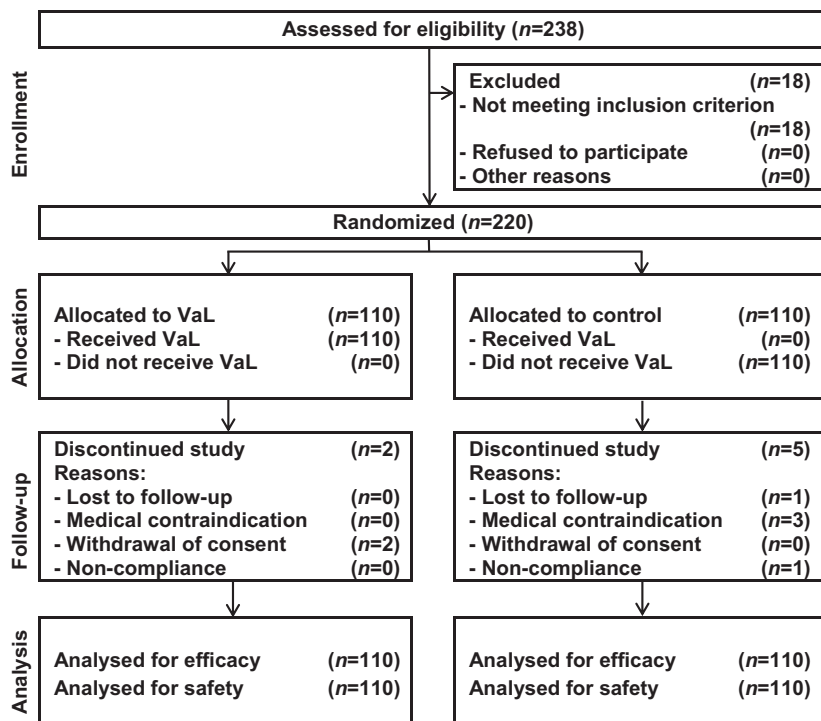 Assessed for eligibility (n=238)
Enrollment
Excluded (n=18)
- Not meeting inclusion criterion
(n=18)
- Refused to participate (n=0)
- Other reasons (n=0)
Randomized (n=220)
Allocation
Allocated to VaL (n=110)
- Received VaL (n=110)
- Did not receive VaL (n=0)
Allocated to control (n=110)
- Received VaL (n=0)
- Did not receive VaL (n=110)
Follow-up
Discontinued study (n=2)
Reasons:
- Lost to follow-up (n=0)
- Medical contraindication (n=0)
- Withdrawal of consent (n=2)
- Non-compliance (n=0)
Discontinued study (n=5)
Reasons:
- Lost to follow-up (n=1)
- Medical contraindication (n=3)
- Withdrawal of consent (n=0)
- Non-compliance (n=1)
Analysis
Analysed for efficacy (n=110)
Analysed for safety (n=110)
Analysed for efficacy (n=110)
Analysed for safety (n=110)